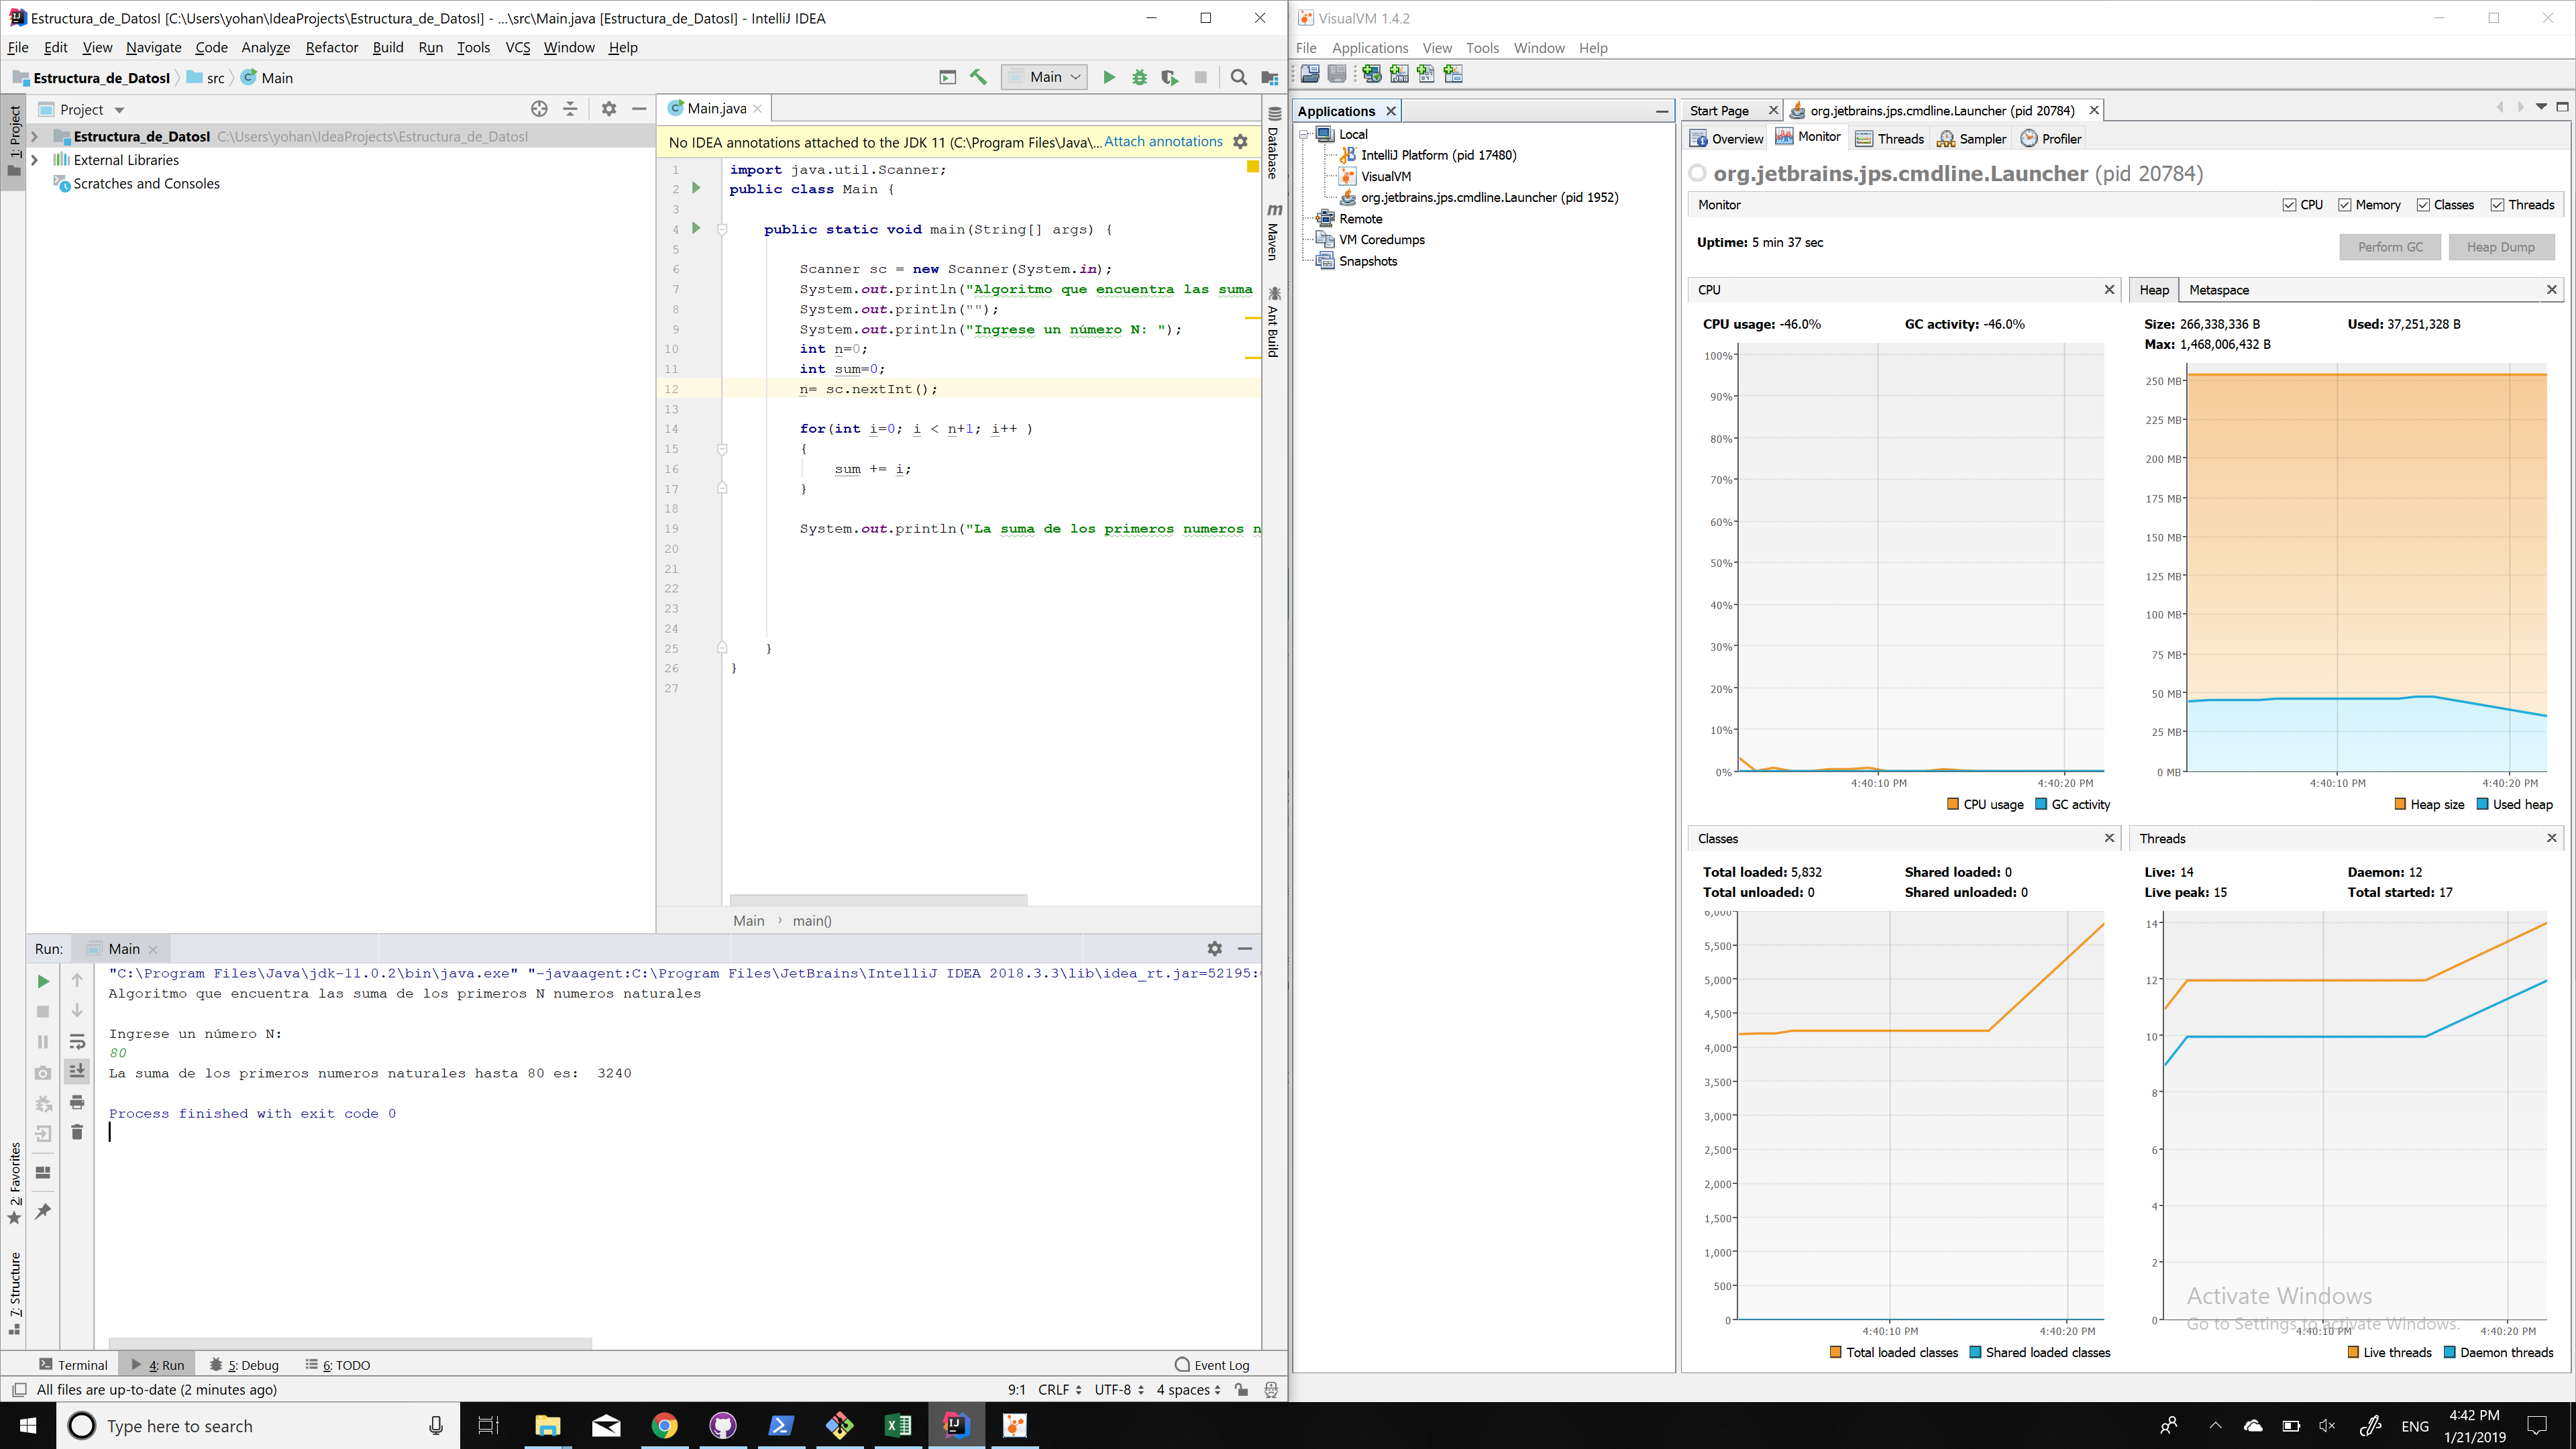 Estructura_de_DatosI [C:\Users\yohan\IdeaProjects\Estructura_de_DatosI] - ...\src\Main.java [Estructura_de_DatosI] - IntelliJ IDEA
File Edit View Navigate Code Analyze Refactor Build Run Tools VCS Window Help
Estructura_de_DatosI src Main
Main
1: Project
Project
Estructura_de_DatosI C:\Users\yohan\IdeaProjects\Estructura_de_DatosI
External Libraries
Scratches and Consoles
Main.java
No IDEA annotations attached to the JDK 11 (C:\Program Files\Java\... Attach annotations
1 import java.util.Scanner;
2 public class Main {
3
4 public static void main(String[] args) {
5
6 Scanner sc = new Scanner(System.in);
7 System.out.println("Algoritmo que encuentra las suma
8 System.out.println("");
9 System.out.println("Ingrese un número N: ");
10 int n=0;
11 int sum=0;
12 n= sc.nextInt();
13
14 for(int i=0; i < n+1; i++ )
15 {
16 sum += i;
17 }
18
19 System.out.println("La suma de los primeros numeros n
20
21
22
23
24
25 }
26 }
27
Main › main()
Database
Maven
Ant Build
Run: Main
"C:\Program Files\Java\jdk-11.0.2\bin\java.exe" "-javaagent:C:\Program Files\JetBrains\IntelliJ IDEA 2018.3.3\lib\idea_rt.jar=52195:
Algoritmo que encuentra las suma de los primeros N numeros naturales
Ingrese un número N:
80
La suma de los primeros numeros naturales hasta 80 es: 3240
Process finished with exit code 0
2: Favorites
7: Structure
Terminal 4: Run 5: Debug 6: TODO Event Log
All files are up-to-date (2 minutes ago) 9:1 CRLF UTF-8 4 spaces
VisualVM 1.4.2
File Applications View Tools Window Help
Applications
Local
IntelliJ Platform (pid 17480)
VisualVM
org.jetbrains.jps.cmdline.Launcher (pid 1952)
Remote
VM Coredumps
Snapshots
Start Page org.jetbrains.jps.cmdline.Launcher (pid 20784)
Overview Monitor Threads Sampler Profiler
org.jetbrains.jps.cmdline.Launcher (pid 20784)
Monitor CPU Memory Classes Threads
Uptime: 5 min 37 sec
Perform GC Heap Dump
CPU
CPU usage: -46.0% GC activity: -46.0%
100%
90%
80%
70%
60%
50%
40%
30%
20%
10%
0%
4:40:10 PM 4:40:20 PM
CPU usage GC activity
Heap Metaspace
Size: 266,338,336 B Used: 37,251,328 B
Max: 1,468,006,432 B
250 MB
225 MB
200 MB
175 MB
150 MB
125 MB
100 MB
75 MB
50 MB
25 MB
0 MB
4:40:10 PM 4:40:20 PM
Heap size Used heap
Classes
Total loaded: 5,832 Shared loaded: 0
Total unloaded: 0 Shared unloaded: 0
6,000
5,500
5,000
4,500
4,000
3,500
3,000
2,500
2,000
1,500
1,000
500
0
4:40:10 PM 4:40:20 PM
Total loaded classes Shared loaded classes
Threads
Live: 14 Daemon: 12
Live peak: 15 Total started: 17
14
12
10
8
6
4
2
0
4:40:10 PM 4:40:20 PM
Live threads Daemon threads
Activate Windows
Go to Settings to activate Windows.
Type here to search
ENG
4:42 PM
1/21/2019